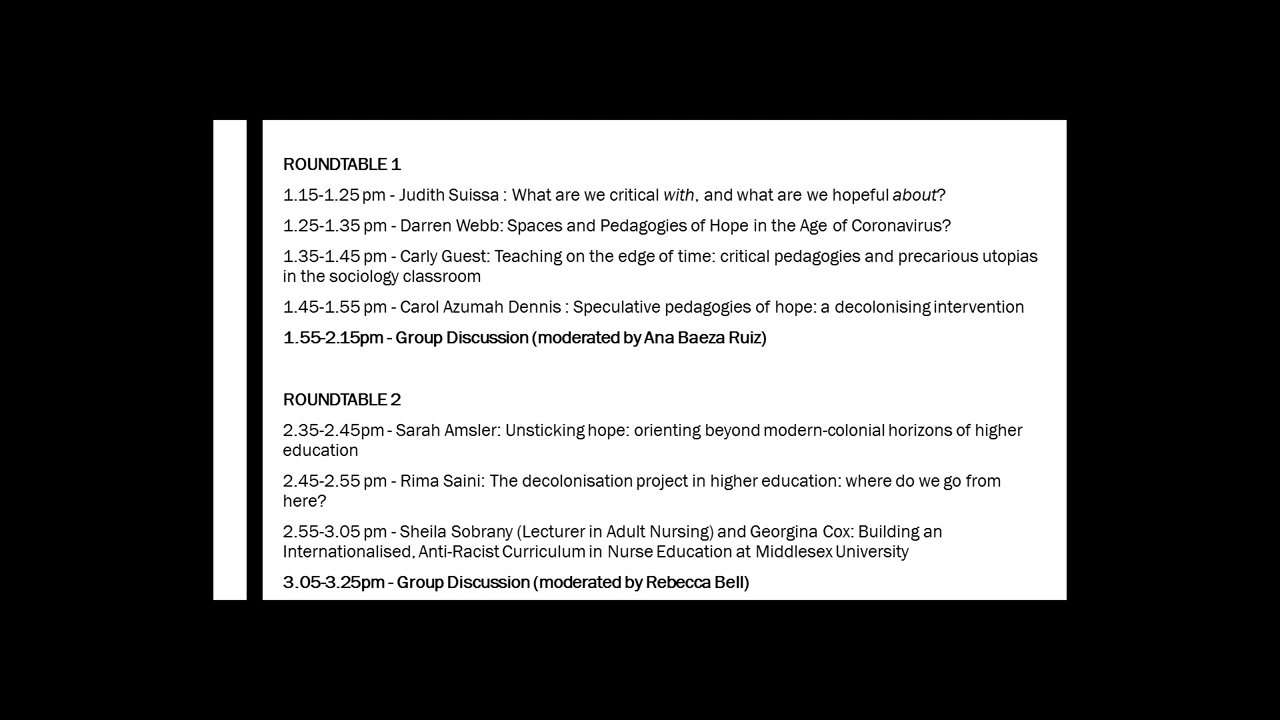 ROUNDTABLE 1
1.15-1.25 pm - Judith Suissa : What are we critical with, and what are we hopeful about?
1.25-1.35 pm - Darren Webb: Spaces and Pedagogies of Hope in the Age of Coronavirus?
1.35-1.45 pm - Carly Guest: Teaching on the edge of time: critical pedagogies and precarious utopias
in the sociology classroom
1.45-1.55 pm - Carol Azumah Dennis : Speculative pedagogies of hope: a decolonising intervention
1.55-2.15pm - Group Discussion (moderated by Ana Baeza Ruiz)
ROUNDTABLE 2
2.35-2.45pm - Sarah Amsler: Unsticking hope: orienting beyond modern-colonial horizons of higher
education
2.45-2.55 pm - Rima Saini: The decolonisation project in higher education: where do we go from
here?
2.55-3.05 pm - Sheila Sobrany (Lecturer in Adult Nursing) and Georgina Cox: Building an
Internationalised, Anti-Racist Curriculum in Nurse Education at Middlesex University
3.05-3.25pm - Group Discussion (moderated by Rebecca Bell)